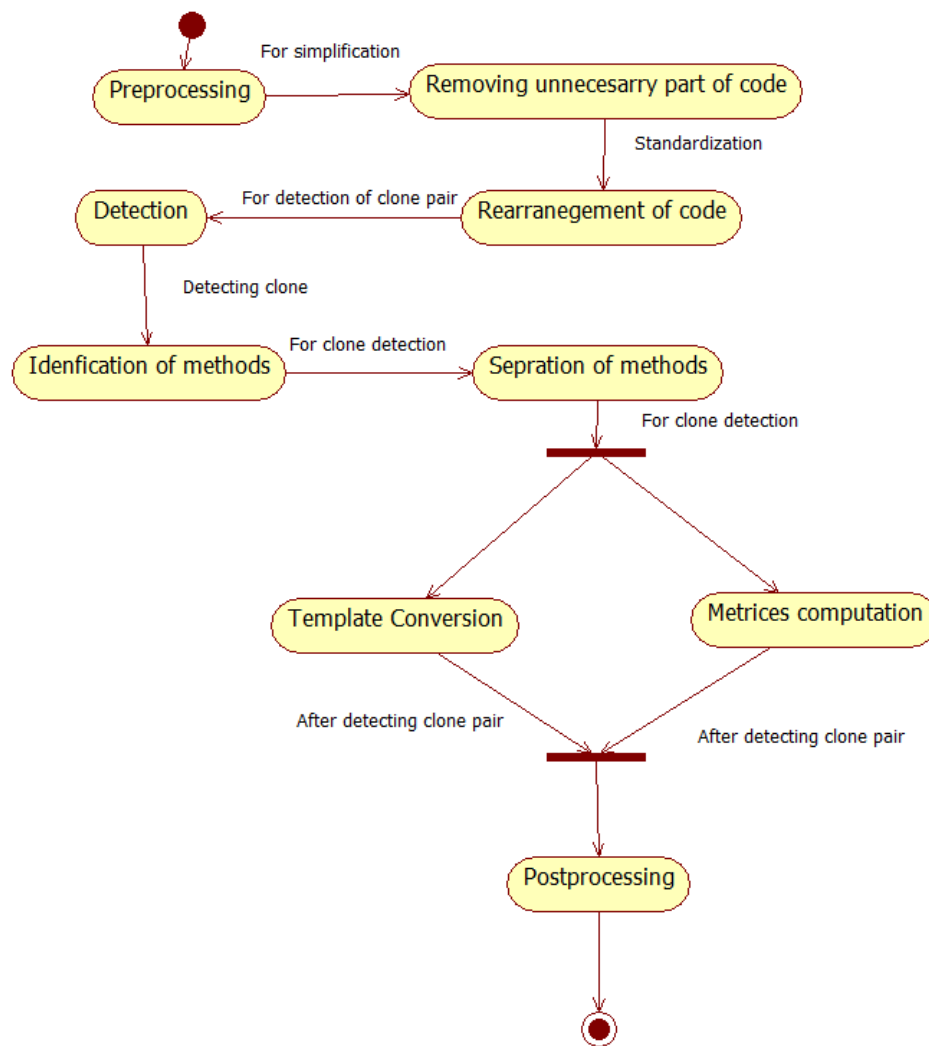 For simplification
Preprocessing
Removing unnecesarry part of code
Standardization
For detection of clone pair
Detection
Rearranegement of code
Detecting clone
Idenfication of methods
For clone detection
Sepration of methods
For clone detection
Template Conversion
Metrices computation
After detecting clone pair
After detecting clone pair
Postprocessing